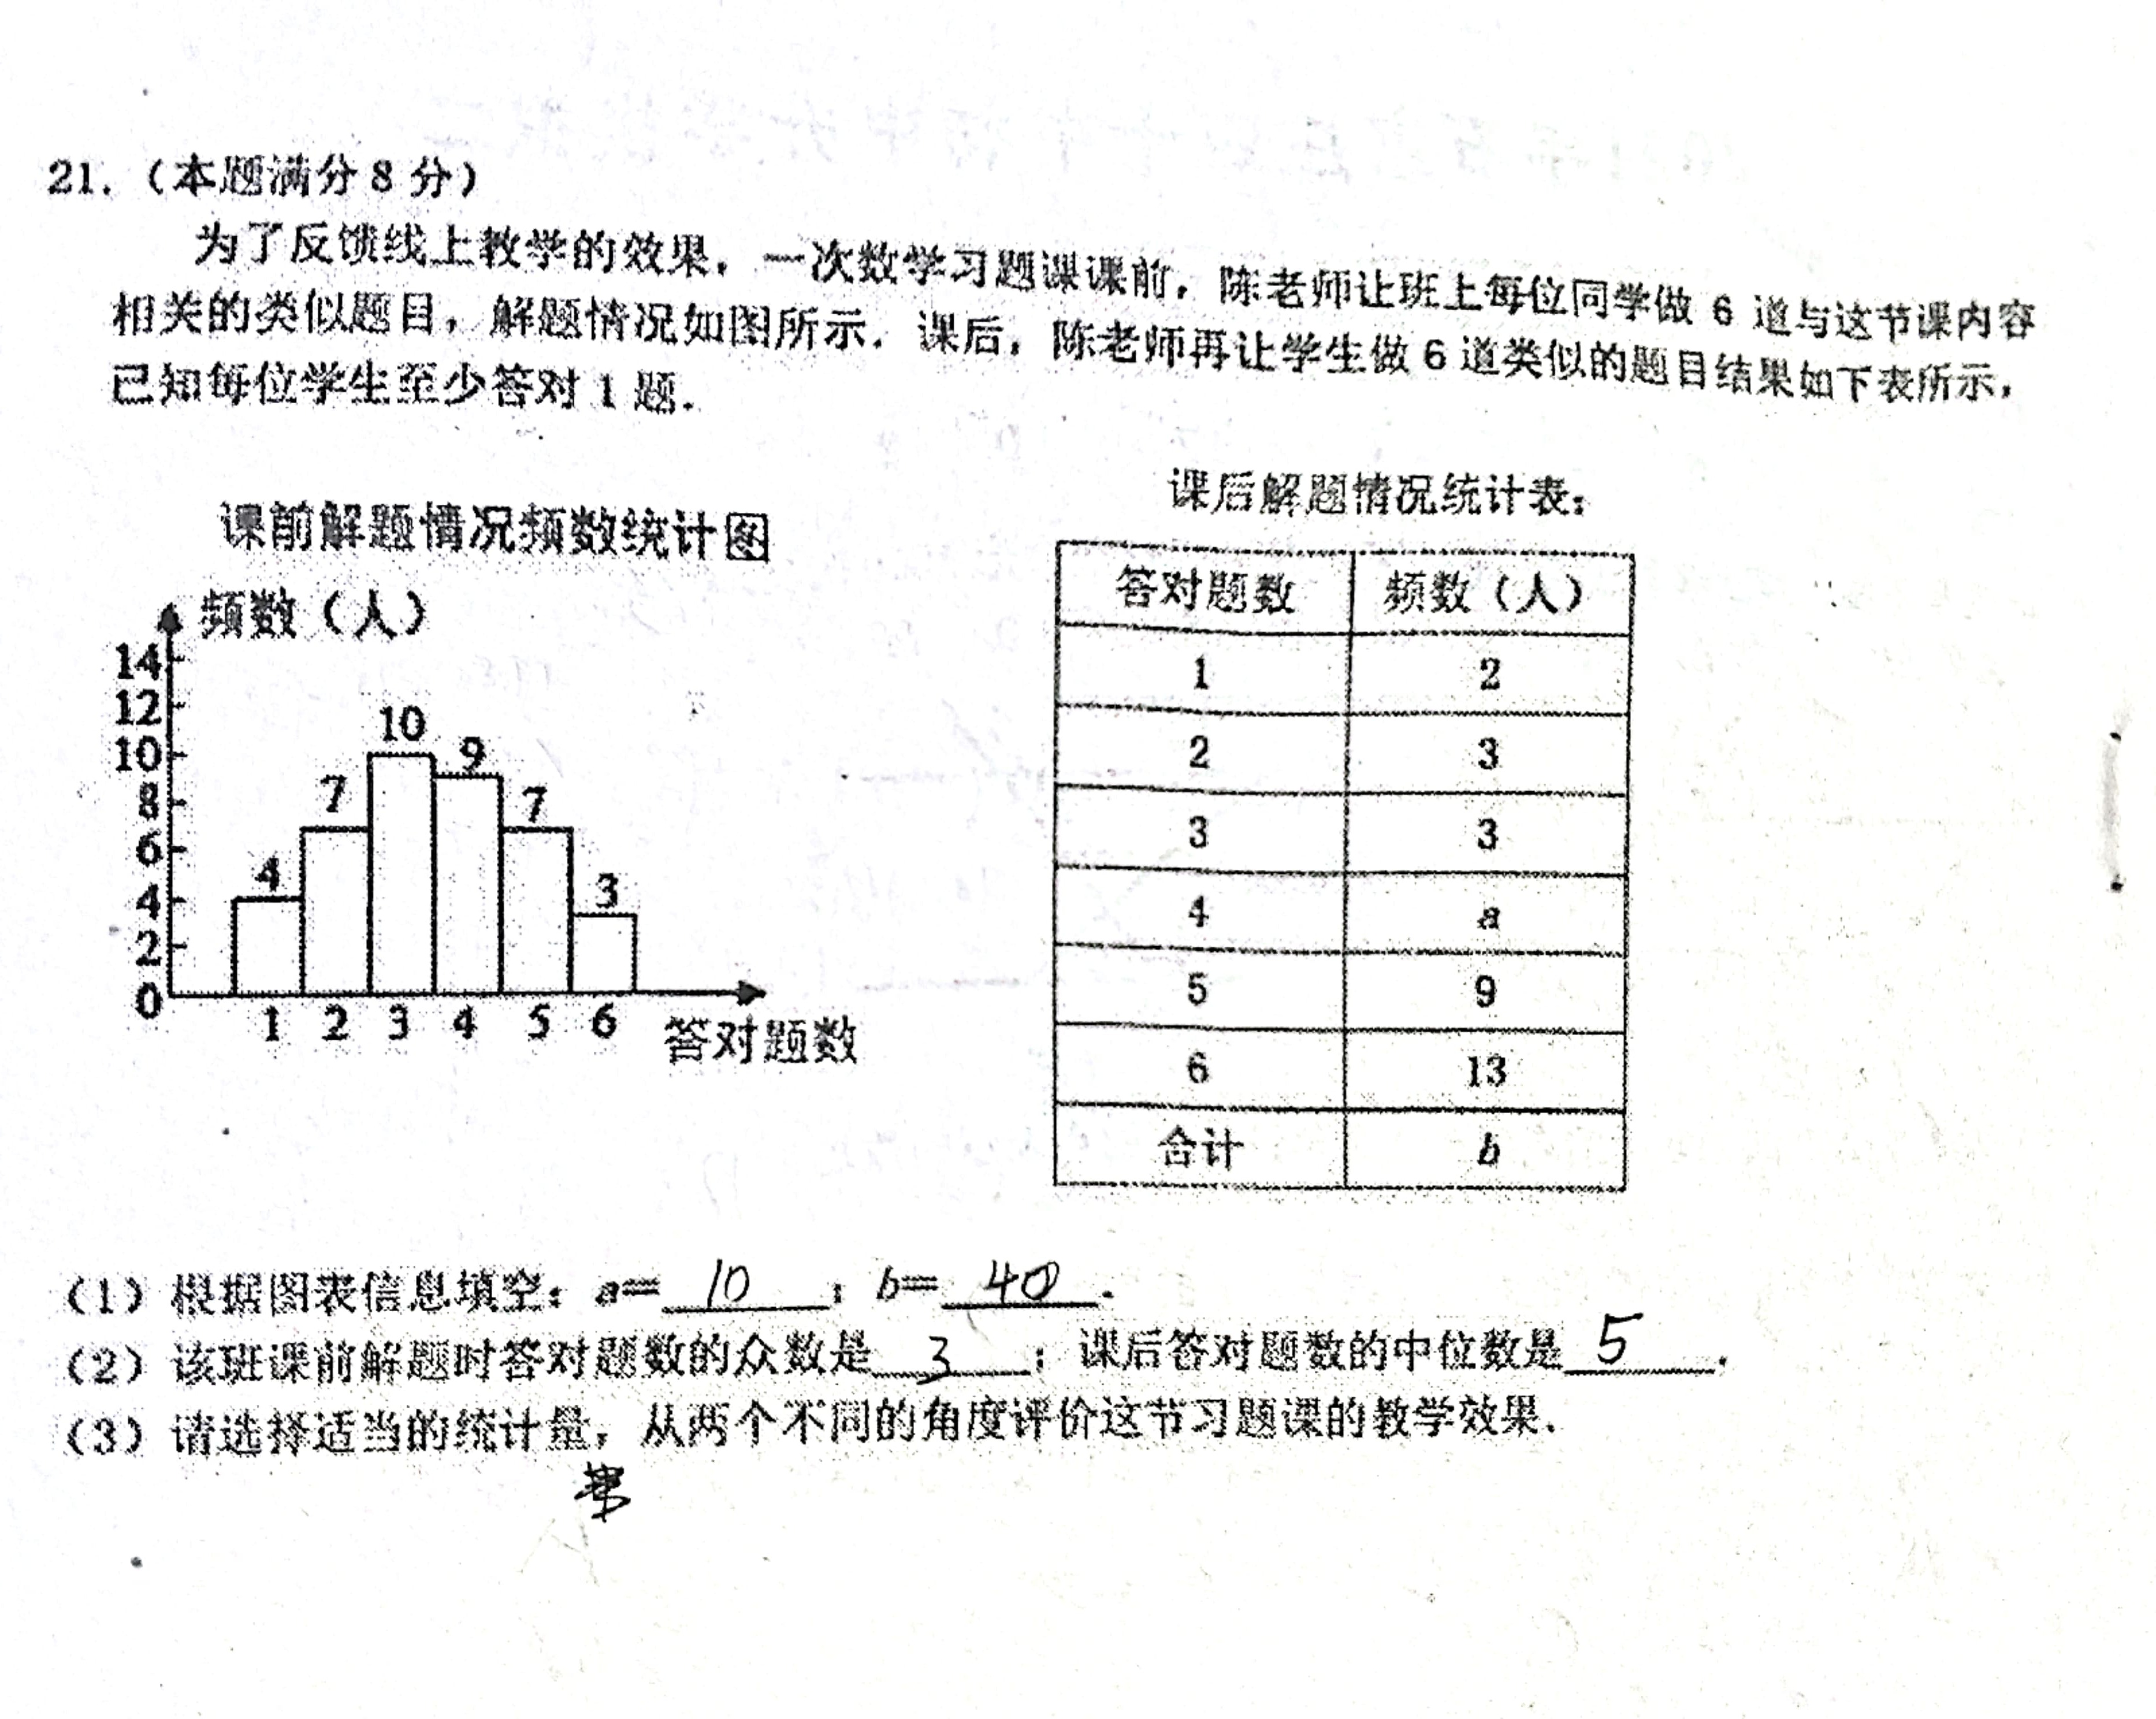 21.（本题满分 8 分）
为了反馈线上教学的效果，一次数学习题课课前，陈老师让班上每位同学做 6 道与这节课内容
相关的类似题目，解题情况如图所示．课后，陈老师再让学生做 6 道类似的题目结果如下表所示，
已知每位学生至少答对 1 题．
课前解题情况频数统计图
频数（人）
14
12
10
8
6
4
2
0
4
7
10
9
7
3
1 2 3 4 5 6
答对题数
课后解题情况统计表：
答对题数 频数（人）
1 2
2 3
3 3
4 a
5 9
6 13
合计 b
（1）根据图表信息填空：a= 10 ；b= 40 ．
（2）该班课前解题时答对题数的众数是 3 ；课后答对题数的中位数是 5 ．
（3）请选择适当的统计量，从两个不同的角度评价这节习题课的教学效果．